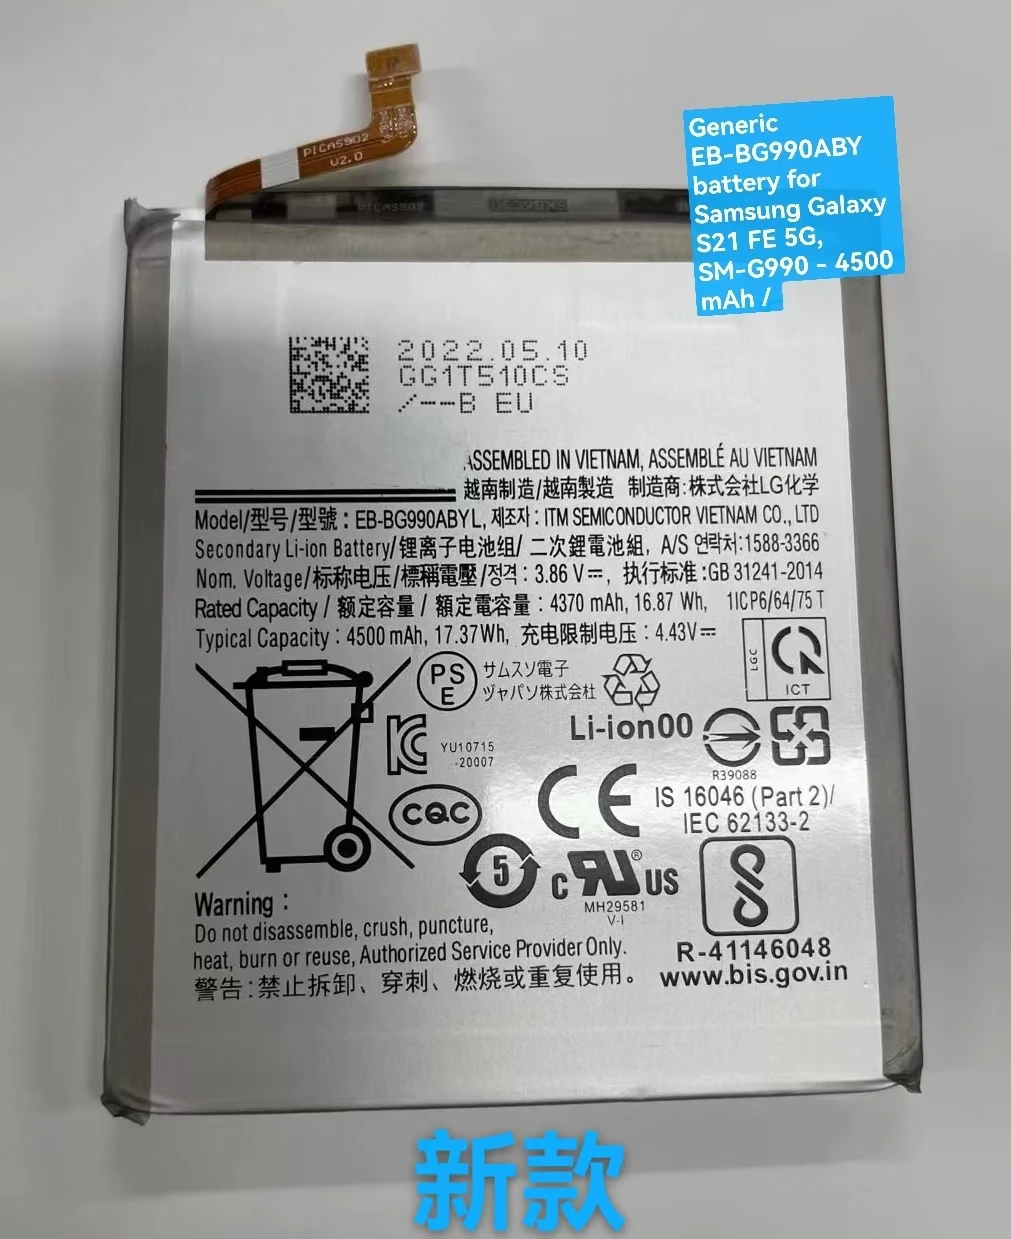 PICA5902
V2.0
Generic
EB-BG990ABY
battery for
Samsung Galaxy
S21 FE 5G,
SM-G990 - 4500
mAh /
2022.05.10
GG1T510CS
/--B EU
ASSEMBLED IN VIETNAM, ASSEMBLÉ AU VIETNAM
越南制造/越南製造 制造商:株式会社LG化学
Model/型号/型號 : EB-BG990ABY L, 제조자 : ITM SEMICONDUCTOR VIETNAM CO., LTD
Secondary Li-ion Battery/锂离子电池组/ 二次鋰電池組, A/S 연락처:1588-3366
Nom. Voltage/标称电压/標稱電壓/정격 : 3.86 V⎓, 执行标准:GB 31241-2014
Rated Capacity / 额定容量 / 額定電容量 : 4370 mAh, 16.87 Wh, 1ICP6/64/75 T
Typical Capacity : 4500 mAh, 17.37Wh, 充电限制电压 : 4.43V⎓
LGC
ICT
PS
E
サムスソ電子
ヅャパソ株式会社
Li-ion00
YU10715
-20007
R39088
CQC
CE
IS 16046 (Part 2)/
IEC 62133-2
5
c RU® US
MH29581
V-I
Warning :
Do not disassemble, crush, puncture,
heat, burn or reuse, Authorized Service Provider Only.
警告:禁止拆卸、穿刺、燃烧或重复使用。
R-41146048
www.bis.gov.in
新款